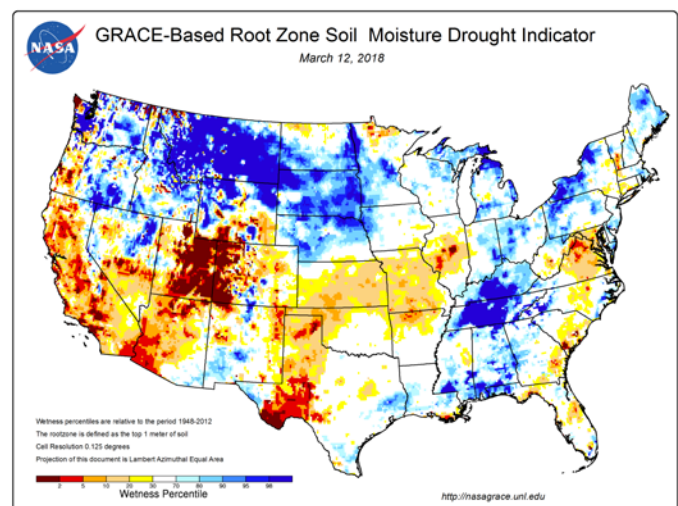 NASA
GRACE-Based Root Zone Soil Moisture Drought Indicator
March 12, 2018
Wetness percentiles are relative to the period 1948-2012
The rootzone is defined as the top 1 meter of soil
Cell Resolution 0.125 degrees
Projection of this document is Lambert Azimuthal Equal Area
2 5 10 20 30 70 80 90 95 98
Wetness Percentile
http://nasagrace.unl.edu